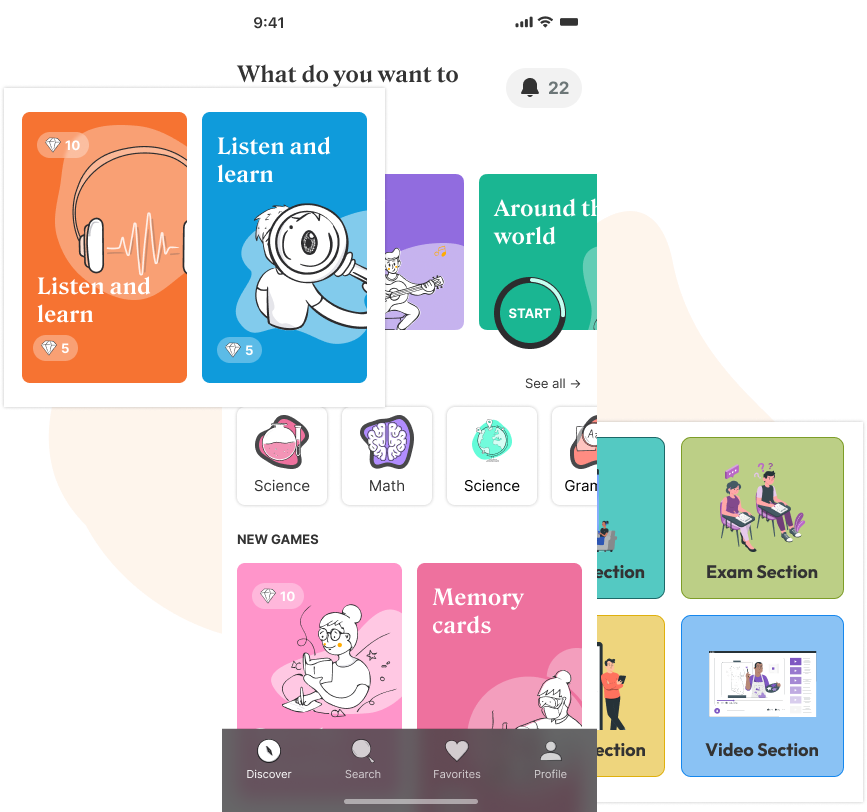 9:41
What do you want to
22
10
Listen and
learn
5
Listen and
learn
5
Around th
world
START
See all →
Science
Math
Science
Gram
NEW GAMES
10
Memory
cards
Discover
Search
Favorites
Profile
ection
Exam Section
ection
Video Section